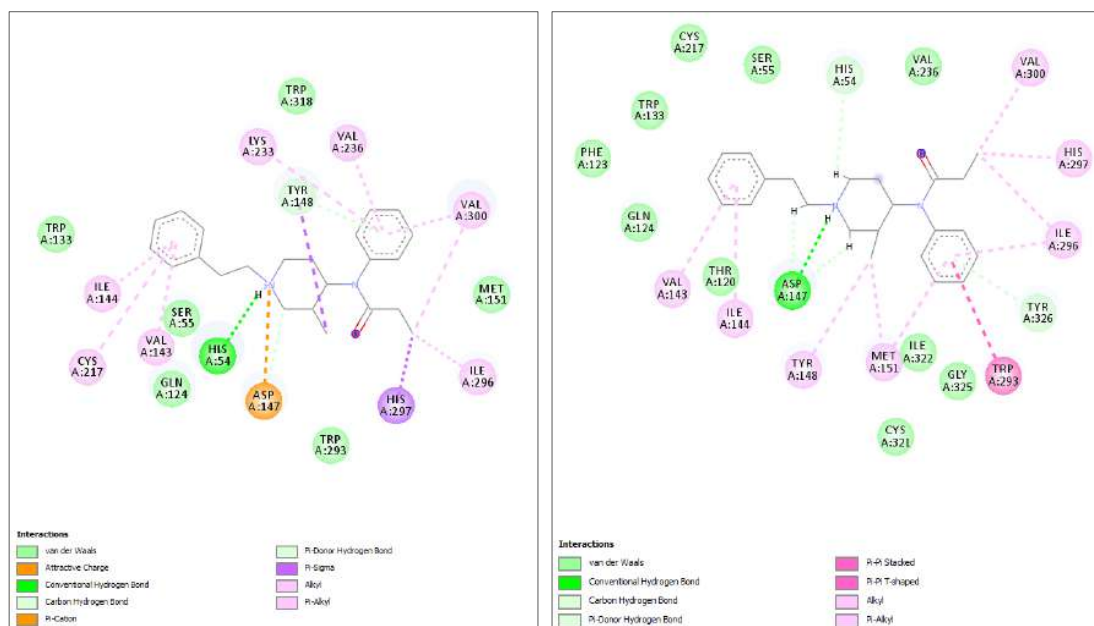 TRP
A:318
LYS
A:233
VAL
A:236
TYR
A:148
VAL
A:300
TRP
A:133
MET
A:151
ILE
A:144
SER
A:55
VAL
A:143
HIS
A:54
CYS
A:217
GLN
A:124
ASP
A:147
ILE
A:296
HIS
A:297
TRP
A:293
H
N
N
Interactions
van der Waals
Attractive Charge
Conventional Hydrogen Bond
Carbon Hydrogen Bond
Pi-Cation
Pi-Donor Hydrogen Bond
Pi-Sigma
Alkyl
Pi-Alkyl
CYS
A:217
SER
A:55
HIS
A:54
VAL
A:236
VAL
A:300
TRP
A:133
PHE
A:123
HIS
A:297
GLN
A:124
ILE
A:296
THR
A:120
ASP
A:147
VAL
A:143
ILE
A:144
TYR
A:326
TYR
A:148
MET
A:151
ILE
A:322
GLY
A:325
TRP
A:293
CYS
A:321
H
H
H
H
N
N
Interactions
van der Waals
Conventional Hydrogen Bond
Carbon Hydrogen Bond
Pi-Donor Hydrogen Bond
Pi-Pi Stacked
Pi-Pi T-shaped
Alkyl
Pi-Alkyl